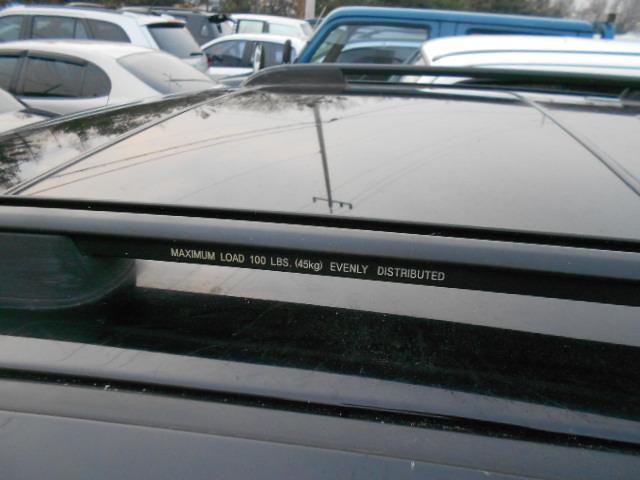 MAXIMUM LOAD 100 LBS. (45kg) EVENLY DISTRIBUTED